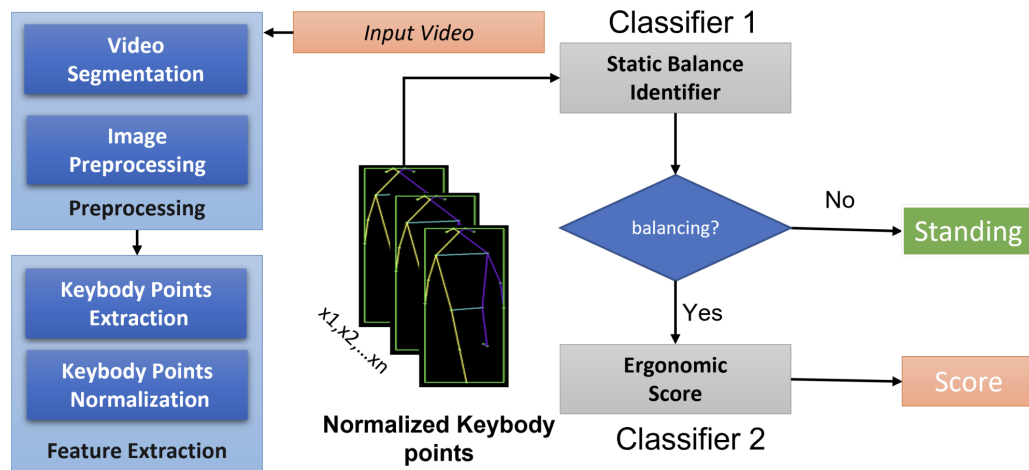 Video
Segmentation
Image
Preprocessing
Preprocessing
Keybody Points
Extraction
Keybody Points
Normalization
Feature Extraction
Input Video
x1,x2,...xn
Normalized Keybody
points
Classifier 1
Static Balance
Identifier
balancing?
No
Standing
Yes
Ergonomic
Score
Classifier 2
Score